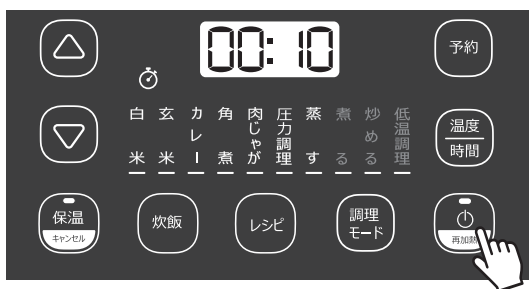 00:10
予約
白米
玄米
カレー
角煮
肉じゃが
圧力調理
蒸す
煮る
炒める
低温調理
温度
時間
保温
キャンセル
炊飯
レシピ
調理
モード
再加熱